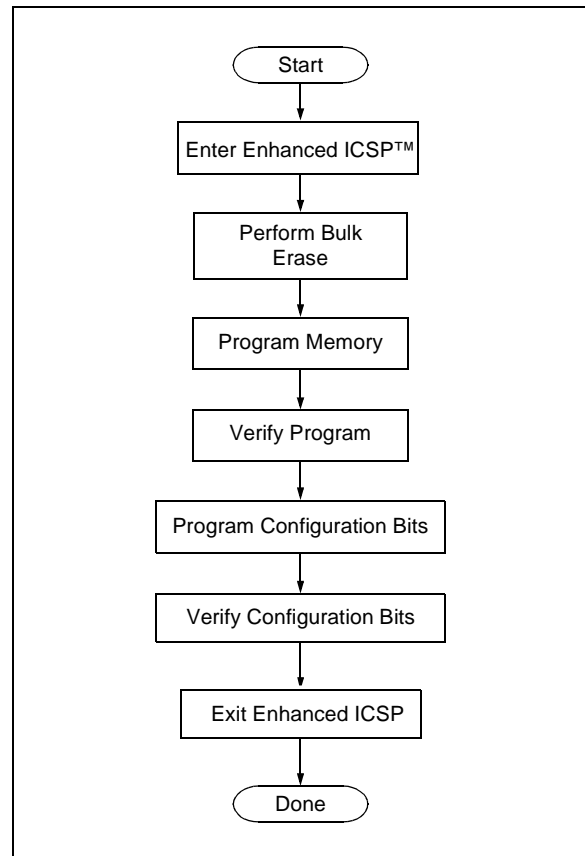 Start
Enter Enhanced ICSP™
Perform Bulk
Erase
Program Memory
Verify Program
Program Configuration Bits
Verify Configuration Bits
Exit Enhanced ICSP
Done